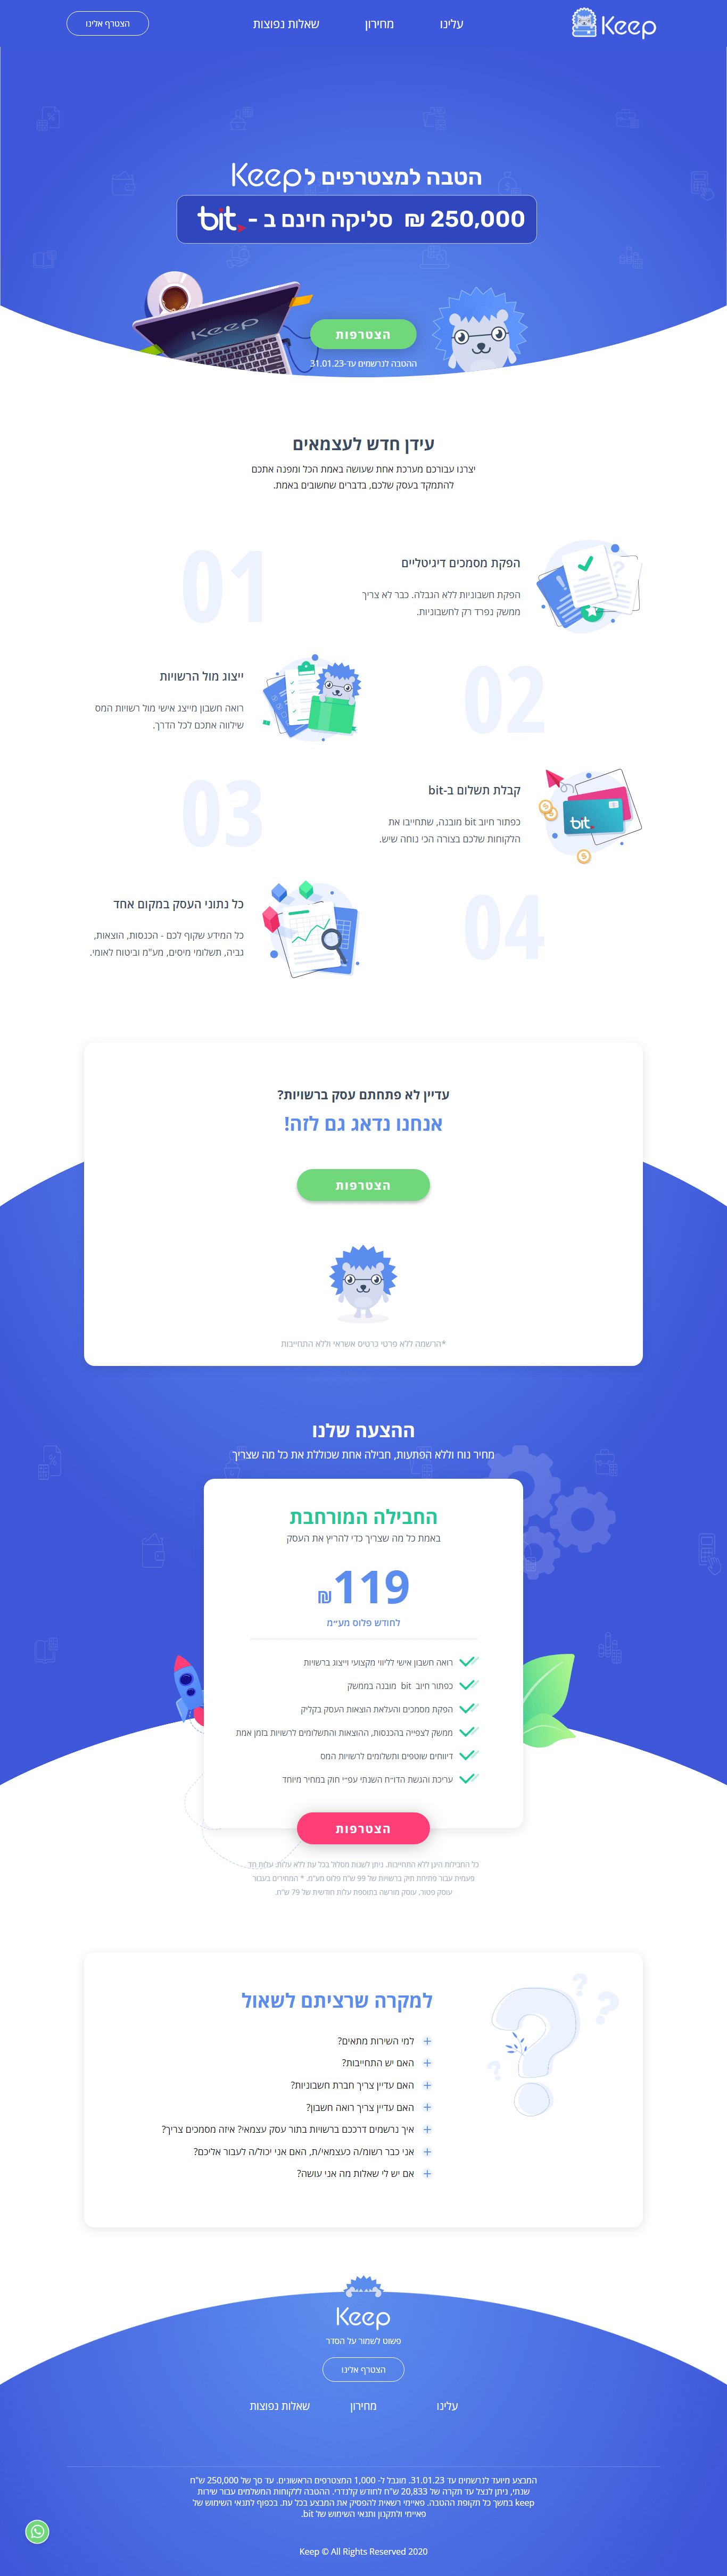 Keep
עלינו
מחירון
שאלות נפוצות
הצטרף אלינו
הטבה למצטרפים ל Keep
250,000 ₪ סליקה חינם ב - bit
Keep
הצטרפות
ההטבה לנרשמים עד-31.01.23
עידן חדש לעצמאים
יצרנו עבורכם מערכת אחת שעושה באמת הכל ומפנה אתכם
להתמקד בעסק שלכם, בדברים שחשובים באמת.
הפקת מסמכים דיגיטליים
הפקת חשבוניות ללא הגבלה. כבר לא צריך
ממשק נפרד רק לחשבוניות.
01
02
ייצוג מול הרשויות
רואה חשבון מייצג אישי מול רשויות המס
שילווה אתכם לכל הדרך.
bit
קבלת תשלום ב-bit
כפתור חיוב bit מובנה, שתחייבו את
הלקוחות שלכם בצורה הכי נוחה שיש.
03
04
כל נתוני העסק במקום אחד
כל המידע שקוף לכם - הכנסות, הוצאות,
גביה, תשלומי מיסים, מע"מ וביטוח לאומי.
עדיין לא פתחתם עסק ברשויות?
אנחנו נדאג גם לזה!
הצטרפות
*הרשמה ללא פרטי כרטיס אשראי וללא התחייבות
ההצעה שלנו
מחיר נוח וללא הפתעות, חבילה אחת שכוללת את כל מה שצריך
החבילה המורחבת
באמת כל מה שצריך כדי להריץ את העסק
119₪
לחודש פלוס מע״מ
רואה חשבון אישי לליווי מקצועי וייצוג ברשויות
כפתור חיוב bit מובנה בממשק
הפקת מסמכים והעלאת הוצאות העסק בקליק
ממשק לצפייה בהכנסות, ההוצאות והתשלומים לרשויות בזמן אמת
דיווחים שוטפים ותשלומים לרשויות המס
עריכת והגשת הדו״ח השנתי עפ״י חוק במחיר מיוחד
הצטרפות
כל החבילות הינן ללא התחייבות. ניתן לשנות מסלול בכל עת ללא עלות. עלות חד
פעמית עבור פתיחת תיק ברשויות של 99 ש״ח פלוס מע״מ. * המחירים בעבור
עוסק פטור. עוסק מורשה בתוספת עלות חודשית של 79 ש״ח.
למקרה שרציתם לשאול
למי השירות מתאים?
האם יש התחייבות?
האם עדיין צריך חברת חשבוניות?
האם עדיין צריך רואה חשבון?
איך נרשמים דרככם ברשויות בתור עסק עצמאי? איזה מסמכים צריך?
אני כבר רשומ/ה כעצמאי/ת, האם אני יכול/ה לעבור אליכם?
אם יש לי שאלות מה אני עושה?
Keep
פשוט לשמור על הסדר
הצטרף אלינו
עלינו
מחירון
שאלות נפוצות
המבצע מיועד לנרשמים עד 31.01.23. מוגבל ל- 1,000 המצטרפים הראשונים. עד סך של 250,000 ש"ח
שנתי, ניתן לנצל עד תקרה של 20,833 ש"ח לחודש קלנדרי. ההטבה ללקוחות המשלמים עבור שירות
keep במשך כל תקופת ההטבה. פאיימי רשאית להפסיק את המבצע בכל עת. בכפוף לתנאי השימוש של
פאיימי ולתקנון ותנאי השימוש של bit.
Keep © All Rights Reserved 2020